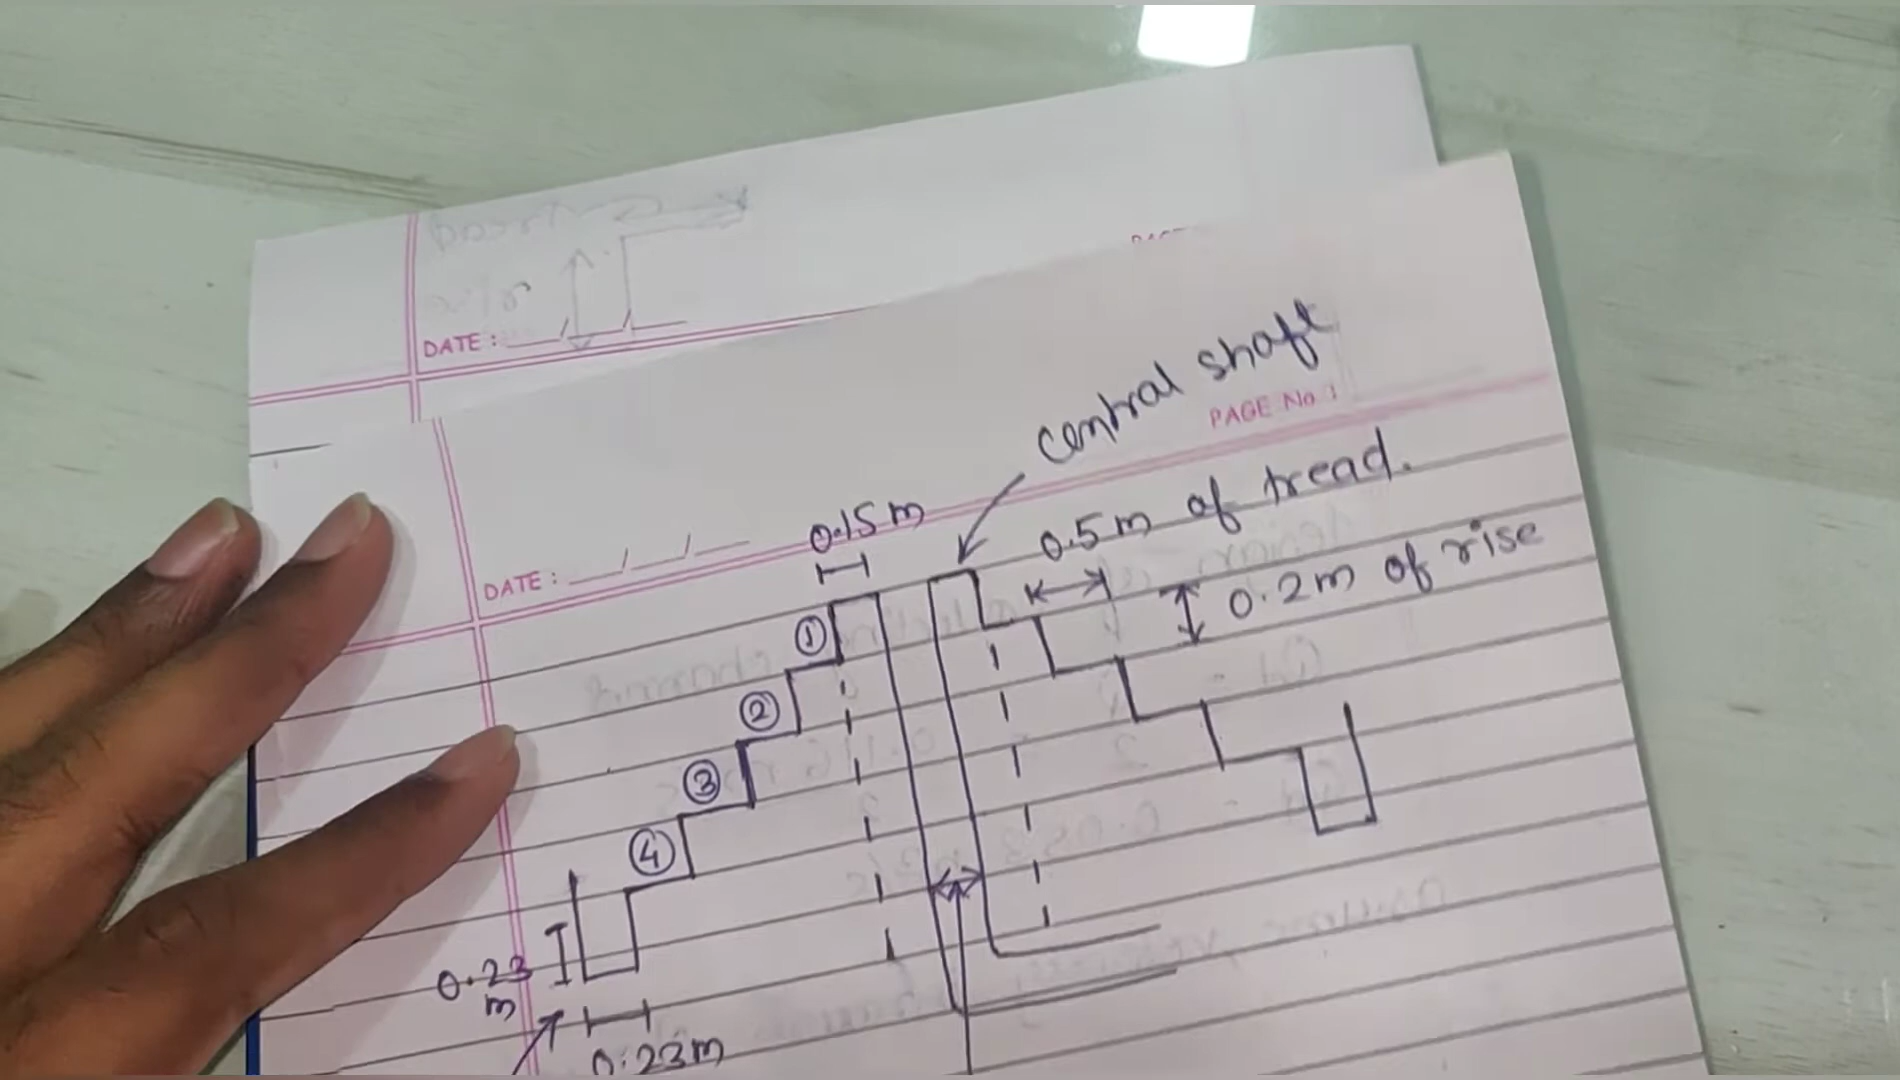 DATE :
central shaft
PAGE No :
0.15 m
0.5 m of tread.
DATE :
0.2 m of rise
①
②
③
④
0.23
m
0.23m